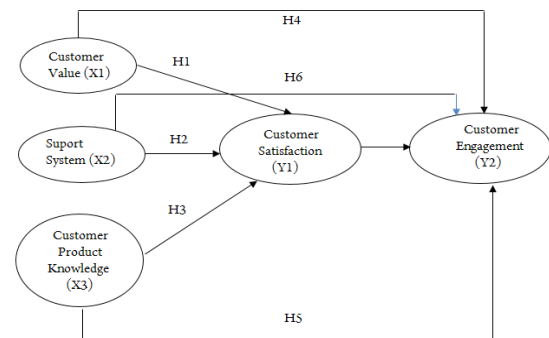 H4
Customer
Value (X1)
H1
H6
Suport
System (X2)
H2
Customer
Satisfaction
(Y1)
Customer
Engagement
(Y2)
H3
Customer
Product
Knowledge
(X3)
H5